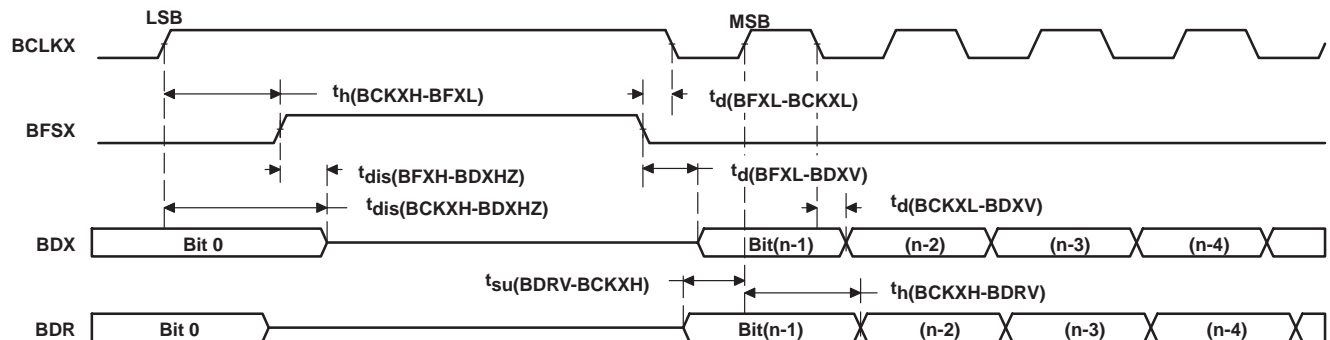 LSB
MSB
BCLKX
th(BCKXH-BFXL)
td(BFXL-BCKXL)
BFSX
tdis(BFXH-BDXHZ)
td(BFXL-BDXV)
tdis(BCKXH-BDXHZ)
td(BCKXL-BDXV)
BDX Bit 0 Bit(n-1) (n-2) (n-3) (n-4)
tsu(BDRV-BCKXH)
th(BCKXH-BDRV)
BDR Bit 0 Bit(n-1) (n-2) (n-3) (n-4)